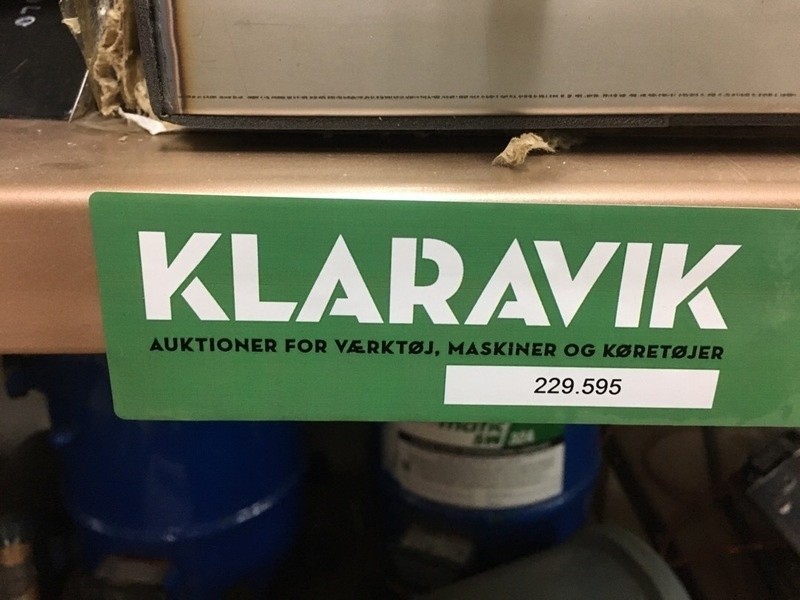 KLARAVIK
AUKTIONER FOR VÆRKTØJ, MASKINER OG KØRETØJER
229.595